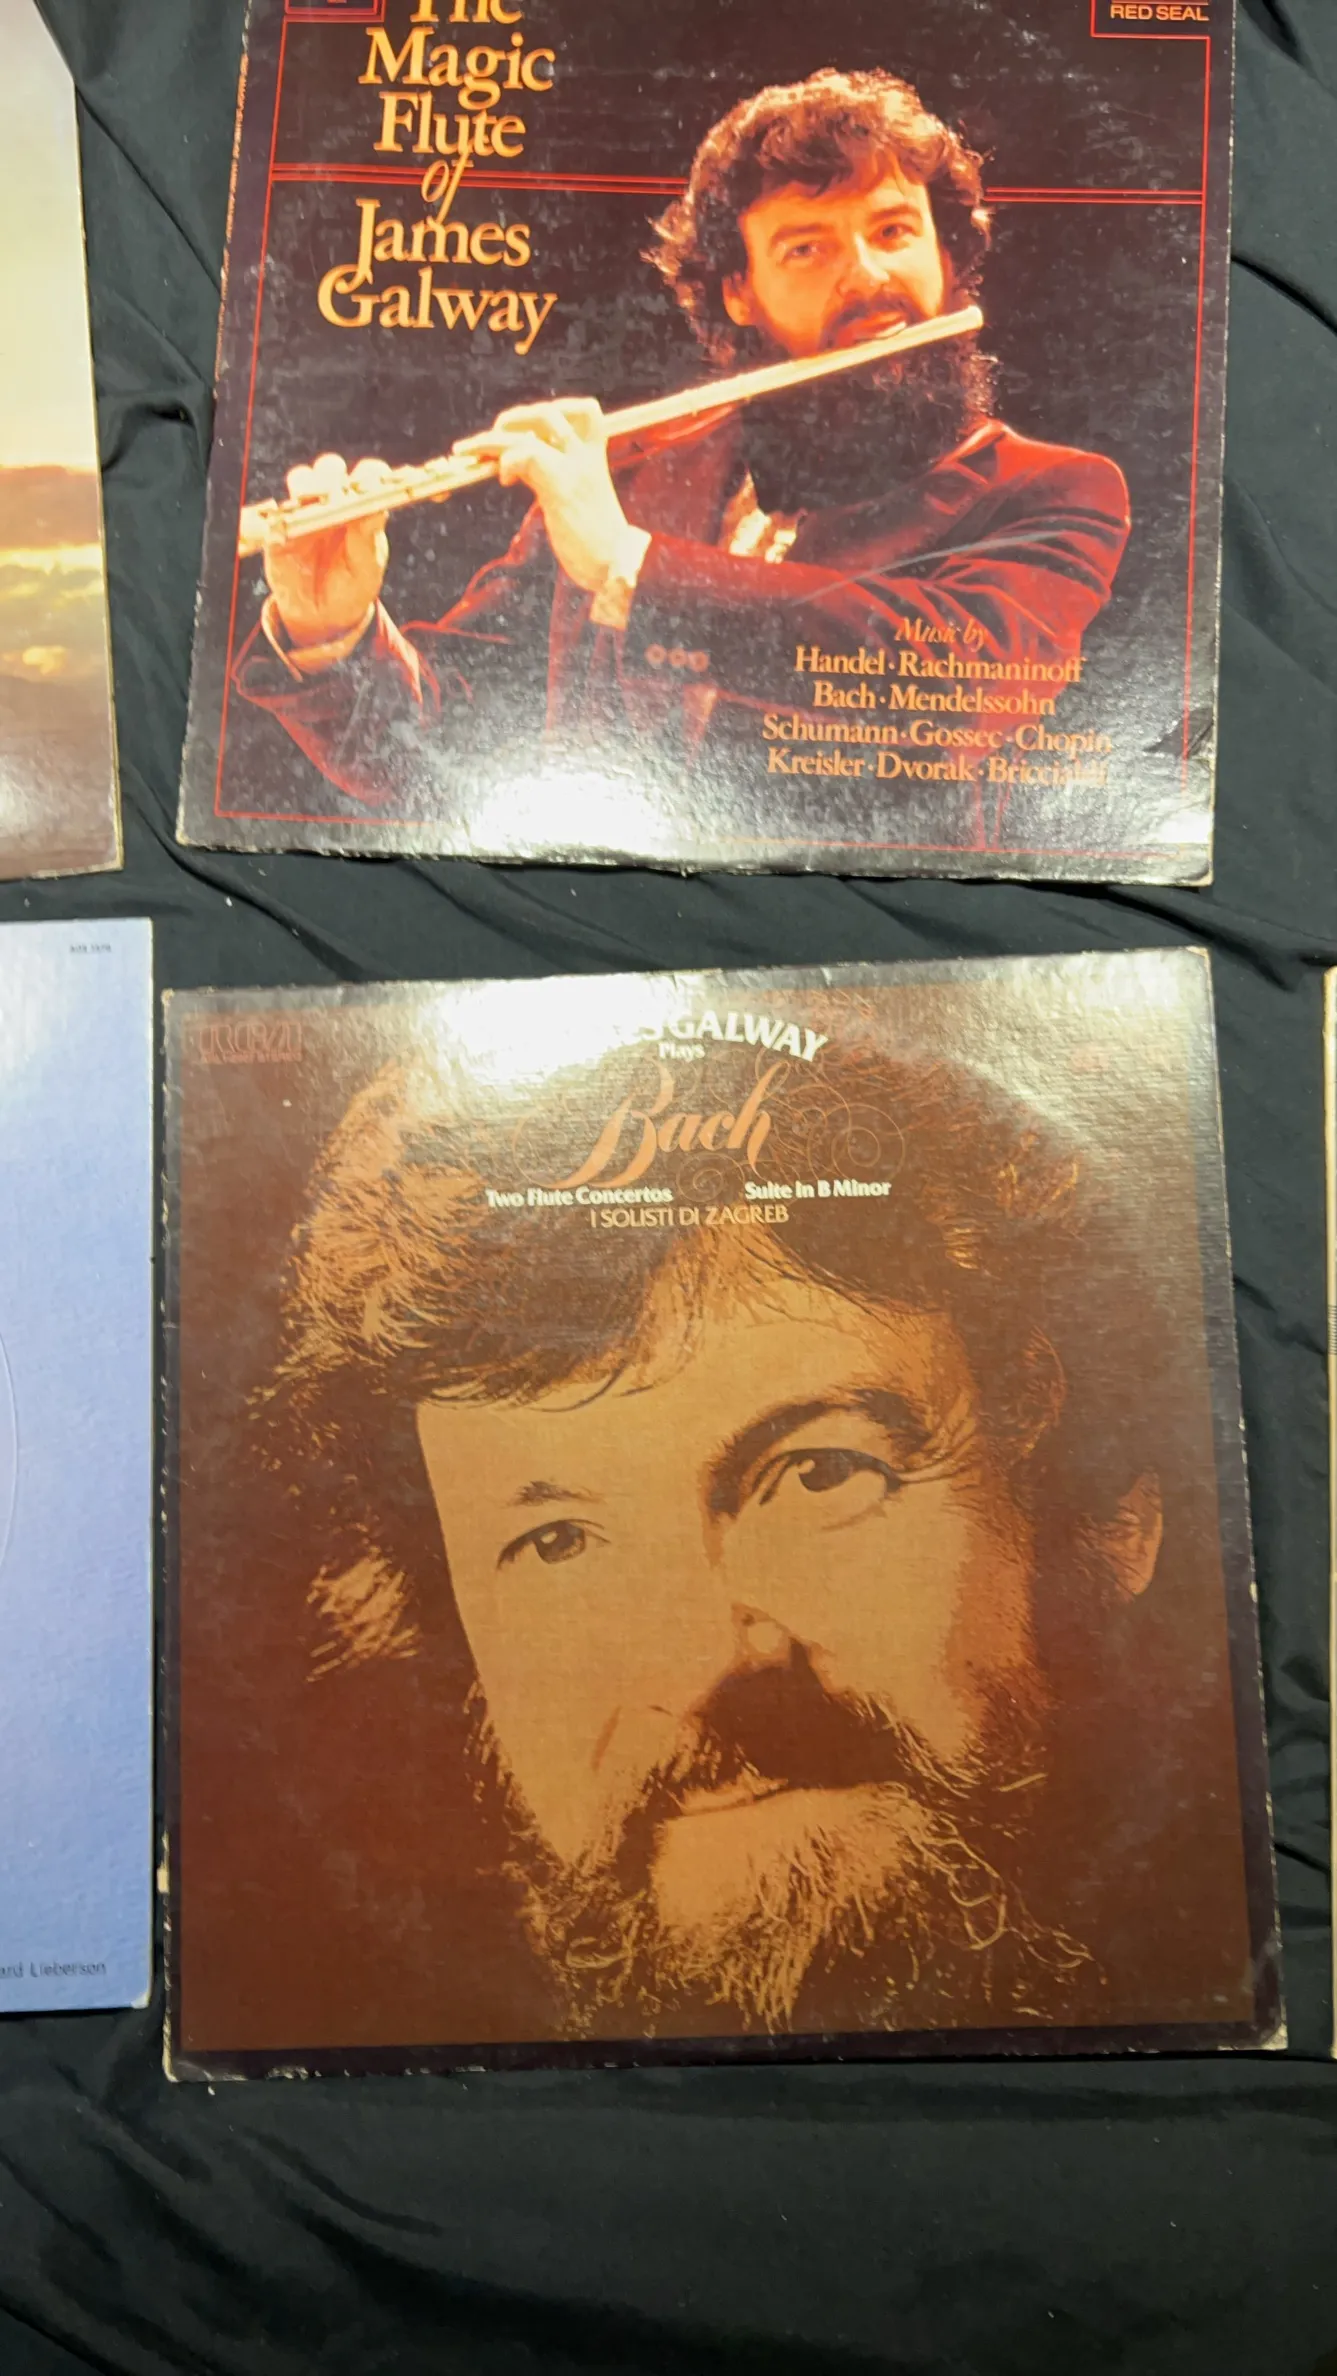 The
Magic
Flute
of
James
Galway
RED SEAL
Music by
Handel · Rachmaninoff
Bach · Mendelssohn
Schumann · Gossec · Chopin
Kreisler · Dvorak · Briccialdi
RCA
GALWAY
Plays
Bach
Two Flute Concertos Suite In B Minor
I SOLISTI DI ZAGREB
Lieberson